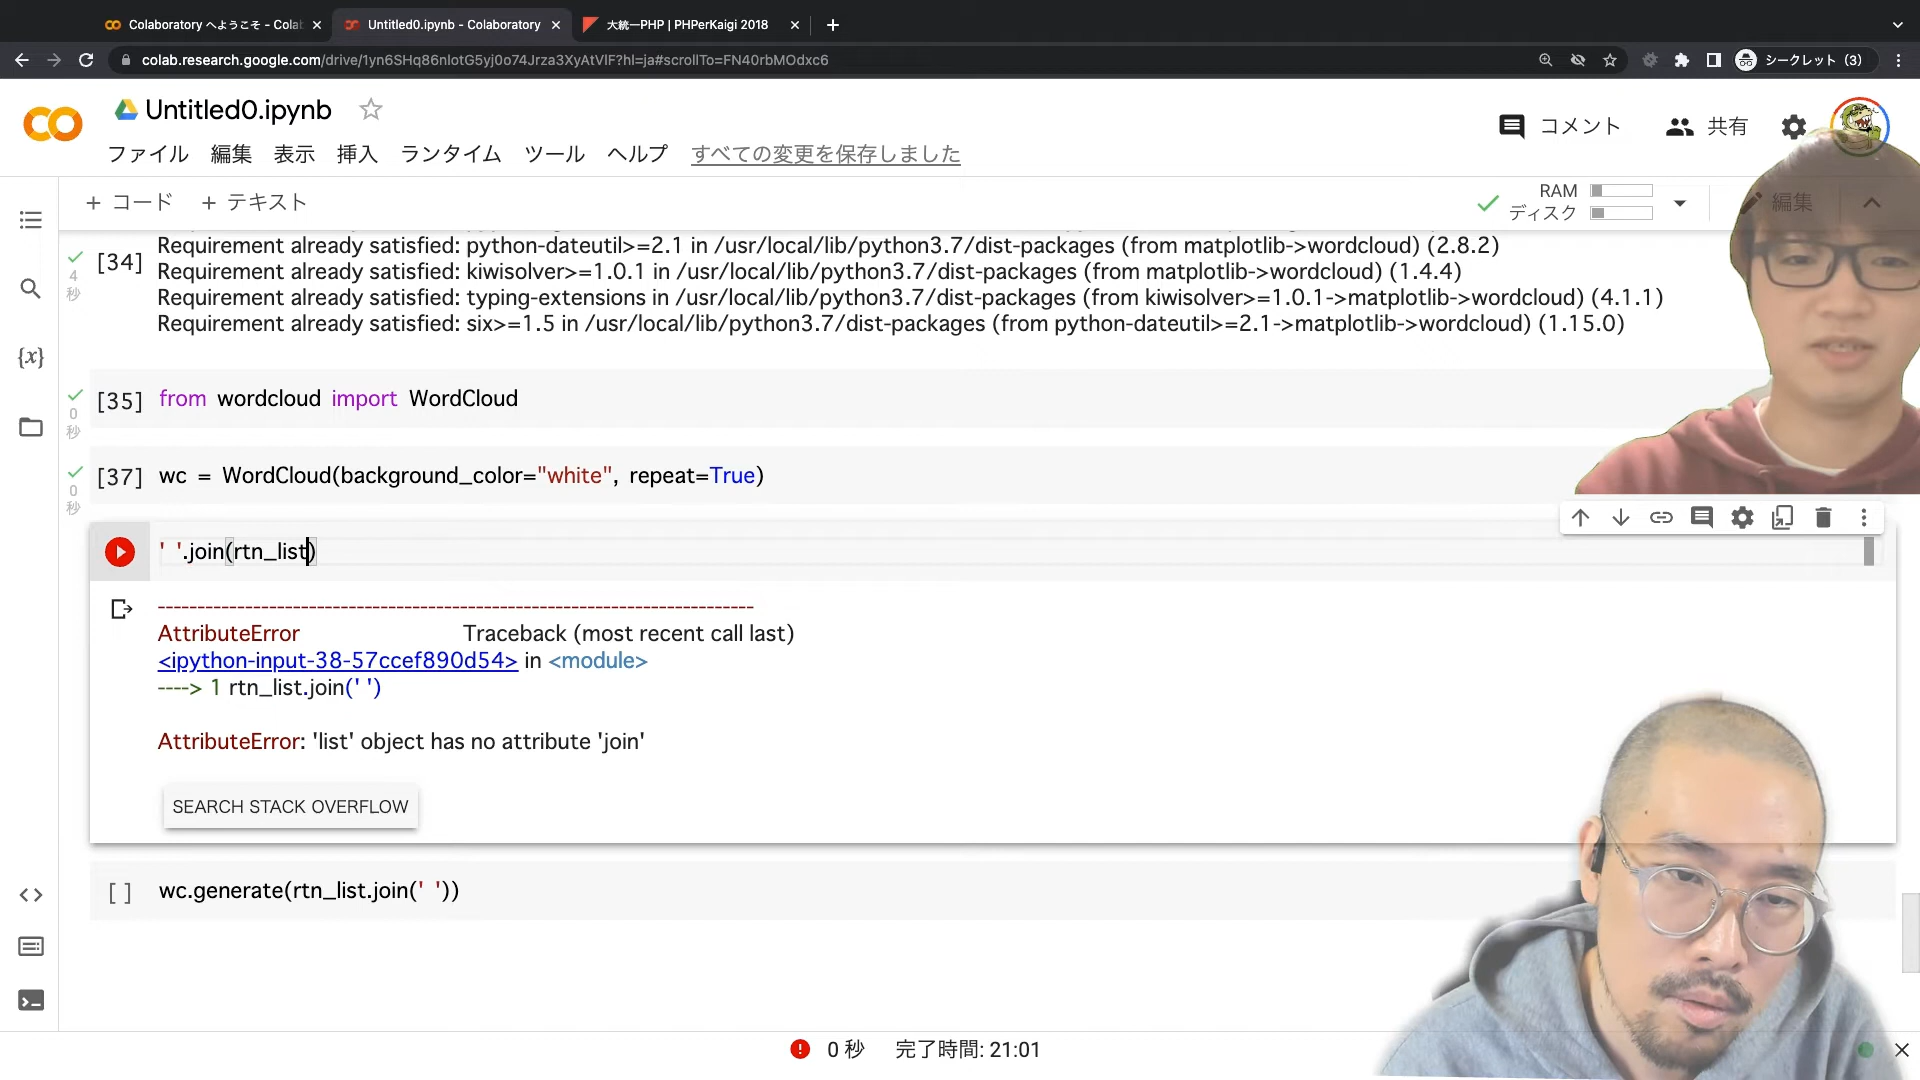 Colaboratory へようこそ - Colab
Untitled0.ipynb - Colaboratory
大統一PHP | PHPerKaigi 2018
colab.research.google.com/drive/1yn6SHq86nlotG5yj0o74Jrza3XyAtVlF?hl=ja#scrollTo=FN40rbMOdxc6
シークレット (3)
Untitled0.ipynb
コメント
共有
ファイル 編集 表示 挿入 ランタイム ツール ヘルプ すべての変更を保存しました
+ コード + テキスト
RAM
ディスク
編集
[34]
4
秒
Requirement already satisfied: python-dateutil>=2.1 in /usr/local/lib/python3.7/dist-packages (from matplotlib->wordcloud) (2.8.2)
Requirement already satisfied: kiwisolver>=1.0.1 in /usr/local/lib/python3.7/dist-packages (from matplotlib->wordcloud) (1.4.4)
Requirement already satisfied: typing-extensions in /usr/local/lib/python3.7/dist-packages (from kiwisolver>=1.0.1->matplotlib->wordcloud) (4.1.1)
Requirement already satisfied: six>=1.5 in /usr/local/lib/python3.7/dist-packages (from python-dateutil>=2.1->matplotlib->wordcloud) (1.15.0)
[35] from wordcloud import WordCloud
0
秒
[37] wc = WordCloud(background_color="white", repeat=True)
0
秒
' '.join(rtn_list)
---------------------------------------------------------------------------
AttributeError Traceback (most recent call last)
<ipython-input-38-57ccef890d54> in <module>
----> 1 rtn_list.join(' ')
AttributeError: 'list' object has no attribute 'join'
SEARCH STACK OVERFLOW
[ ] wc.generate(rtn_list.join(' '))
0 秒 完了時間: 21:01